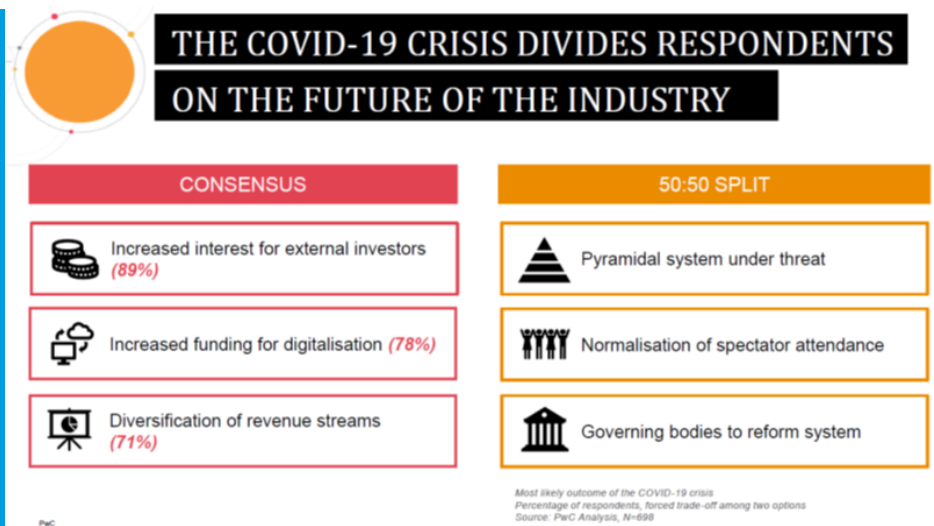 THE COVID-19 CRISIS DIVIDES RESPONDENTS
ON THE FUTURE OF THE INDUSTRY
CONSENSUS
Increased interest for external investors
(89%)
Increased funding for digitalisation (78%)
Diversification of revenue streams
(71%)
50:50 SPLIT
Pyramidal system under threat
Normalisation of spectator attendance
Governing bodies to reform system
Most likely outcome of the COVID-19 crisis
Percentage of respondents, forced trade-off among two options
Source: PwC Analysis, N=698
PwC